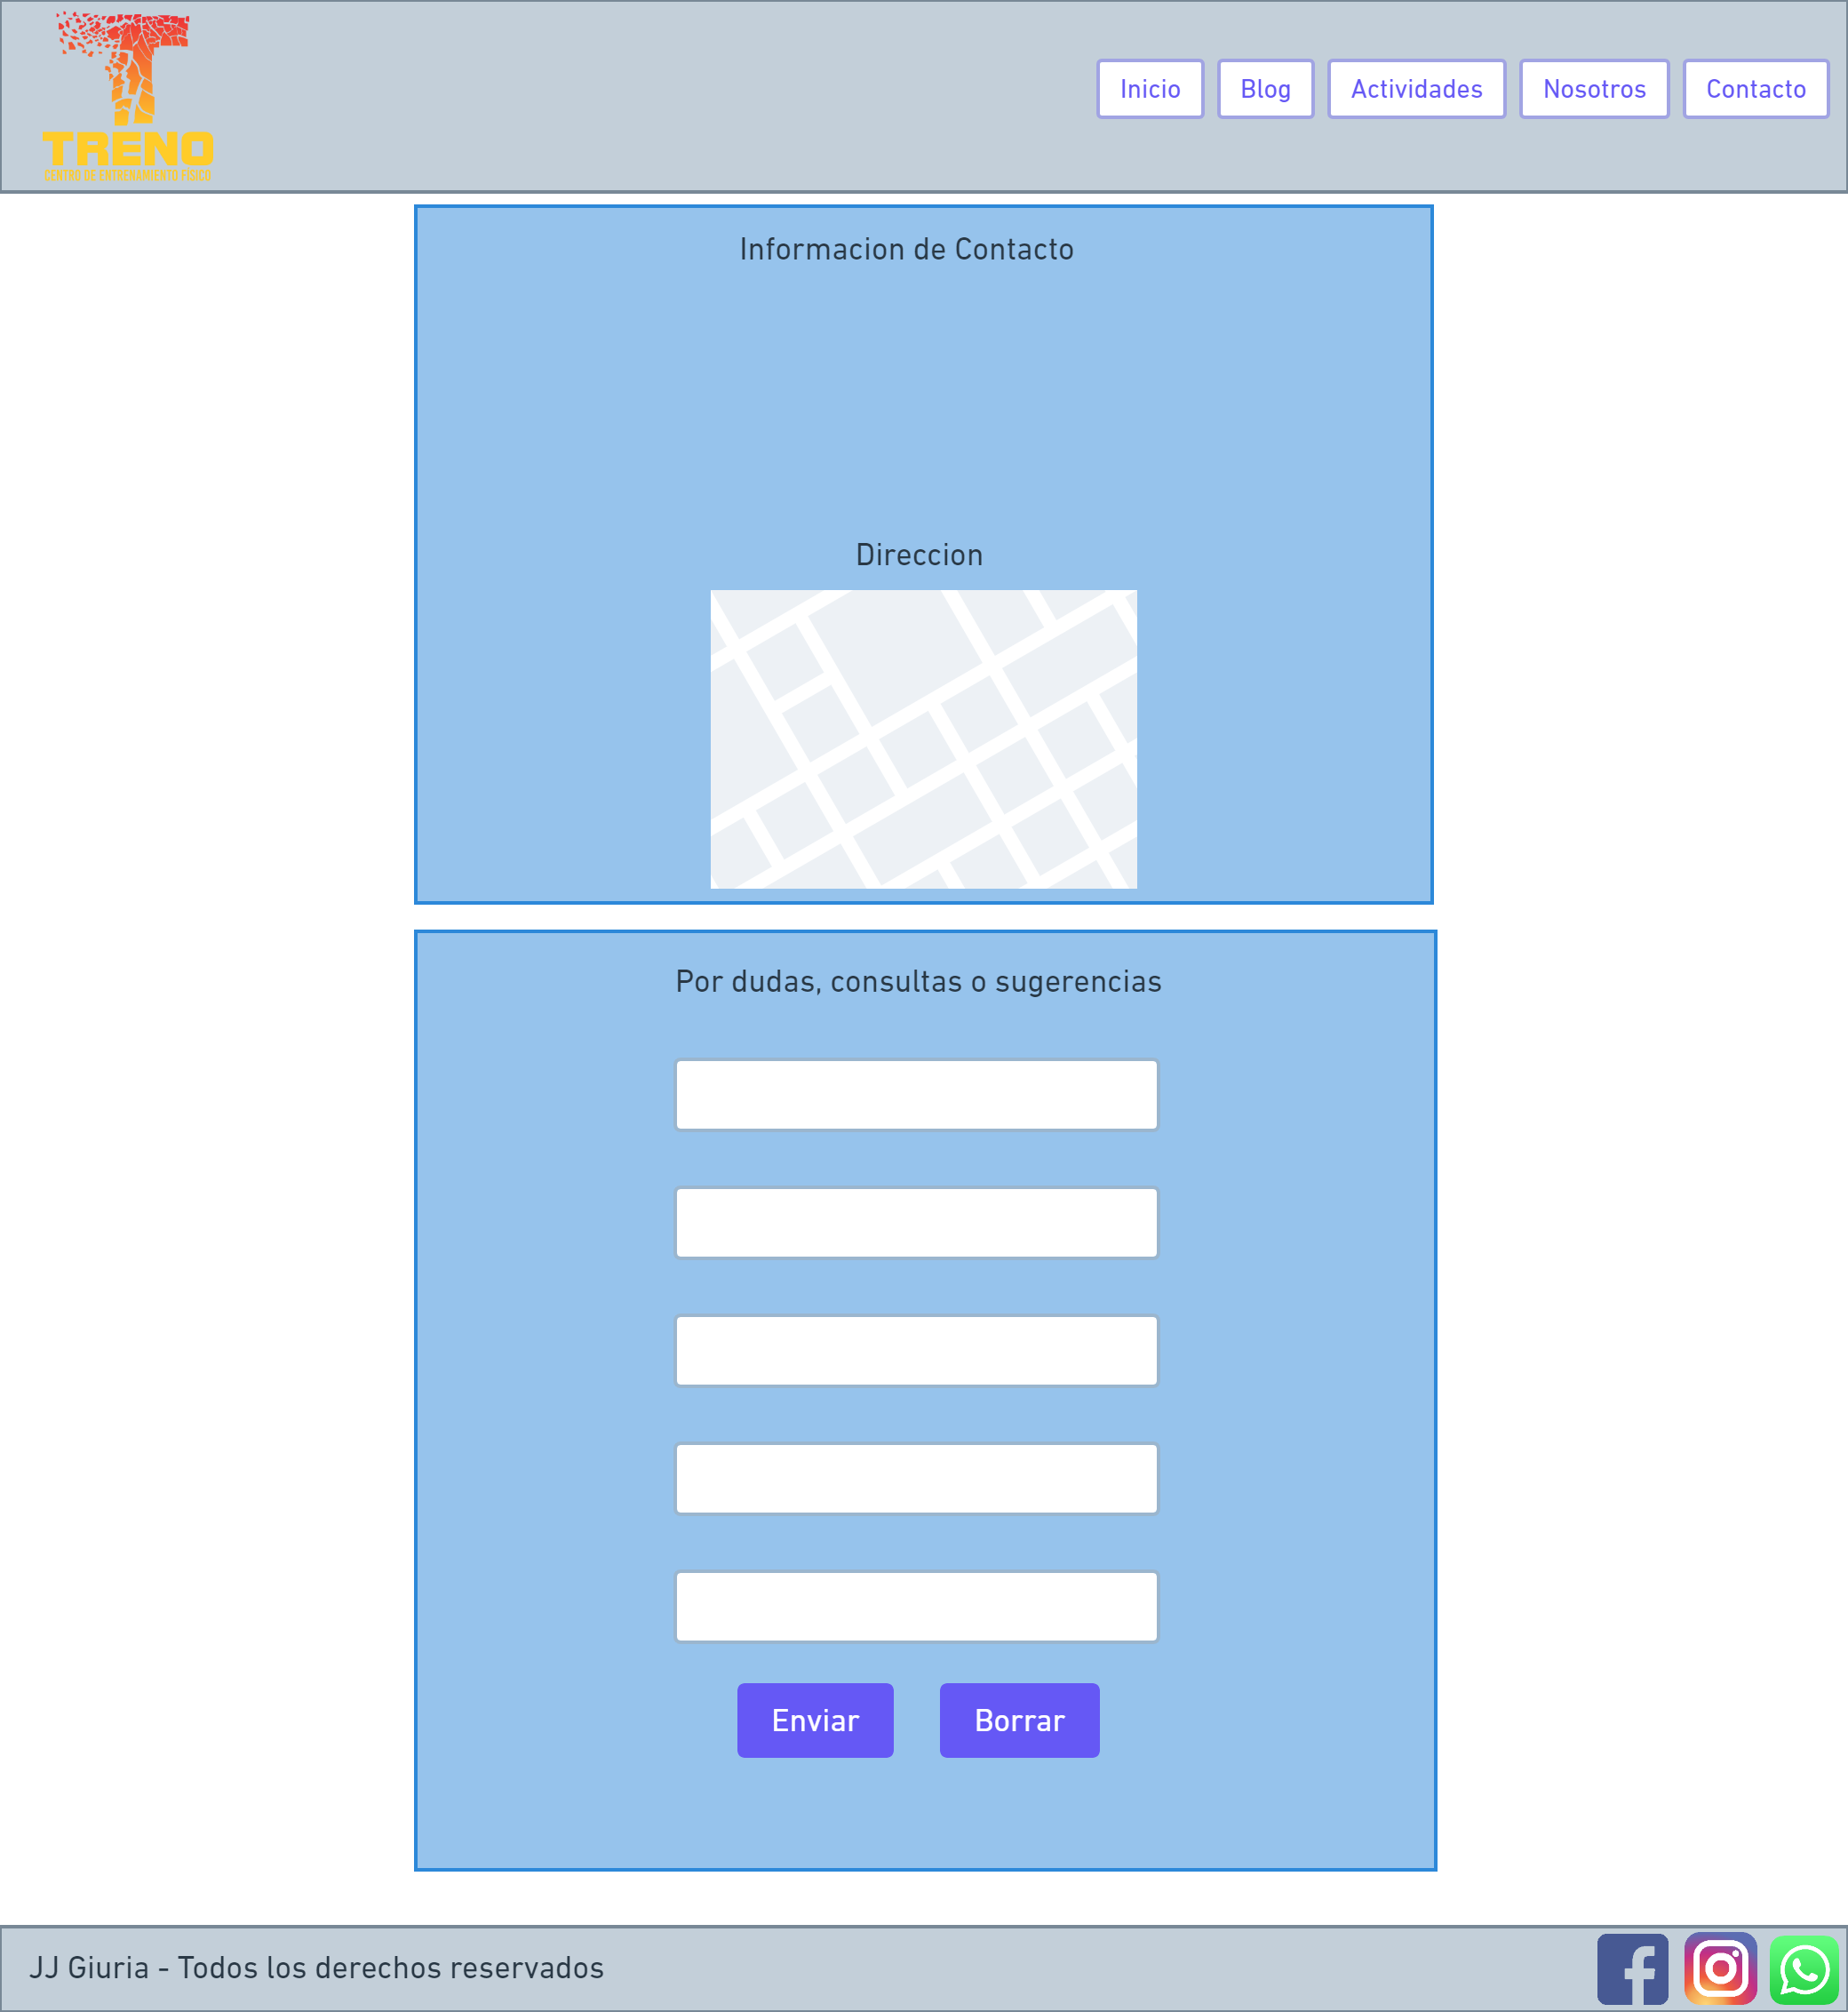 TRENO
CENTRO DE ENTRENAMIENTO FÍSICO
Inicio
Blog
Actividades
Nosotros
Contacto
Informacion de Contacto
Direccion
Por dudas, consultas o sugerencias
Enviar
Borrar
JJ Giuria - Todos los derechos reservados